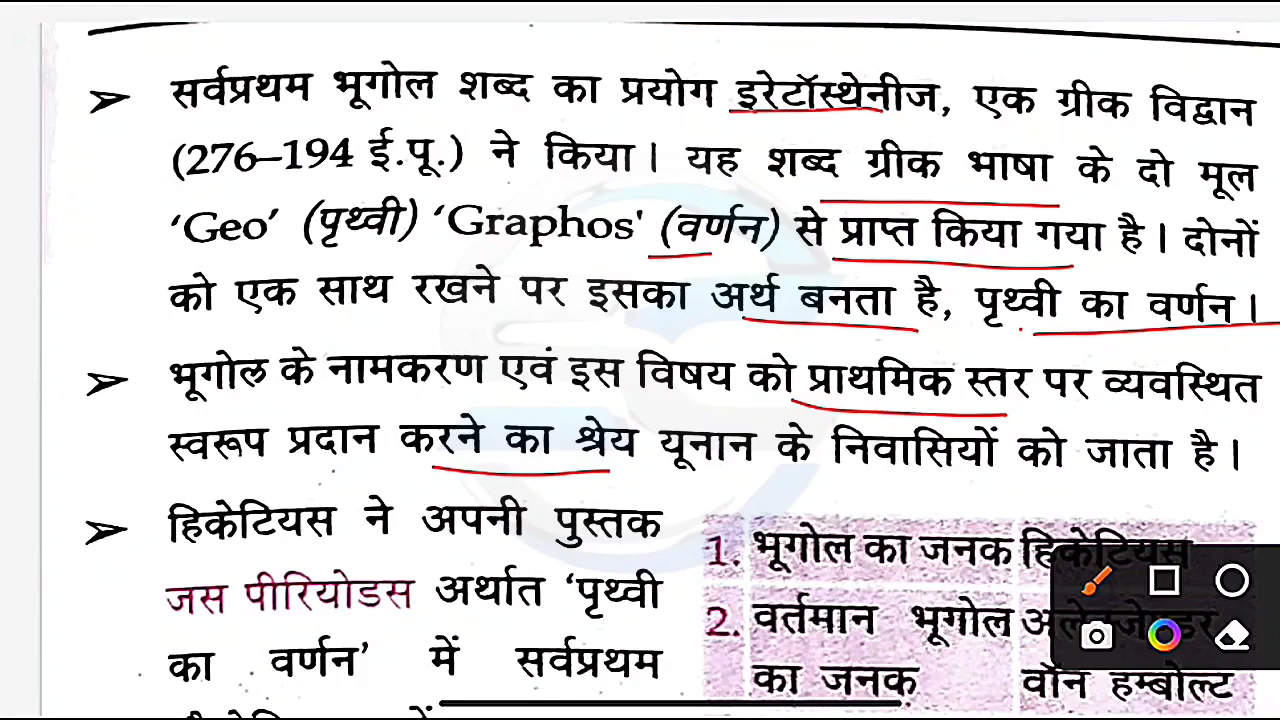 ➢ सर्वप्रथम भूगोल शब्द का प्रयोग इरेटॉस्थेनीज, एक ग्रीक विद्वान
(276–194 ई.पू.) ने किया। यह शब्द ग्रीक भाषा के दो मूल
‘Geo’ (पृथ्वी) ‘Graphos' (वर्णन) से प्राप्त किया गया है। दोनों
को एक साथ रखने पर इसका अर्थ बनता है, पृथ्वी का वर्णन।
➢ भूगोल के नामकरण एवं इस विषय को प्राथमिक स्तर पर व्यवस्थित
स्वरूप प्रदान करने का श्रेय यूनान के निवासियों को जाता है।
➢ हिकेटियस ने अपनी पुस्तक
जस पीरियोडस अर्थात ‘पृथ्वी
का वर्णन’ में सर्वप्रथम
1. भूगोल का जनक हिकेटियस
2. वर्तमान भूगोल अलेक्जेण्डर
का जनक वॉन हम्बोल्ट